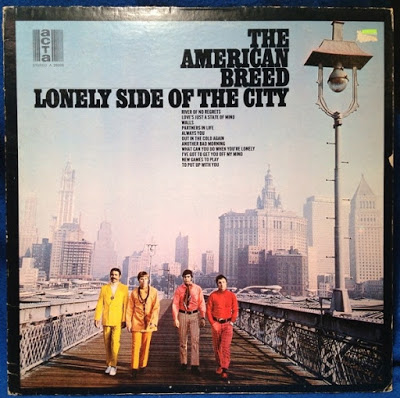 acta
THE
AMERICAN
BREED
LONELY SIDE OF THE CITY
RIVER OF NO REGRETS
LOVE'S JUST A STATE OF MIND
WALLS
PARTNERS IN LIFE
ALWAYS YOU
OUT IN THE COLD AGAIN
ANOTHER BAD MORNING
WHAT CAN YOU DO WHEN YOU'RE LONELY
I'VE GOT TO GET YOU OFF MY MIND
NEW GAMES TO PLAY
TO PUT UP WITH YOU